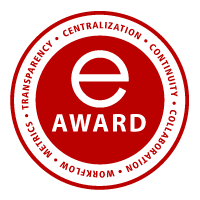 TRANSPARENCY • CENTRALIZATION • CONTINUITY • COLLABORATION • WORKFLOW • METRICS •
e
AWARD